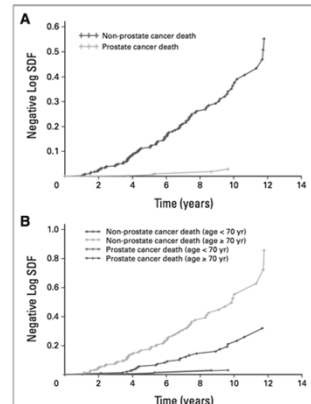 A
0.6
0.5
0.4
0.3
0.2
0.1
Negative Log SDF
Non-prostate cancer death
Prostate cancer death
0 2 4 6 8 10 12 14
Time (years)
B
1.0
0.8
0.6
0.4
0.2
Negative Log SDF
Non-prostate cancer death (age < 70 yr)
Non-prostate cancer death (age ≥ 70 yr)
Prostate cancer death (age < 70 yr)
Prostate cancer death (age ≥ 70 yr)
0 2 4 6 8 10 12 14
Time (years)